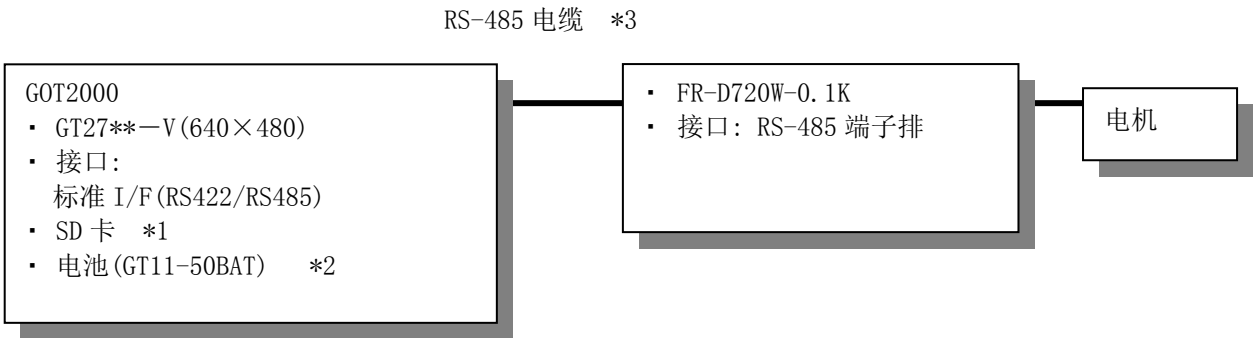 RS-485 电缆 *3
GOT2000
· GT27**－V(640×480)
· 接口:
标准 I/F(RS422/RS485)
· SD 卡 *1
· 电池(GT11-50BAT) *2
· FR-D720W-0.1K
· 接口: RS-485 端子排
电机